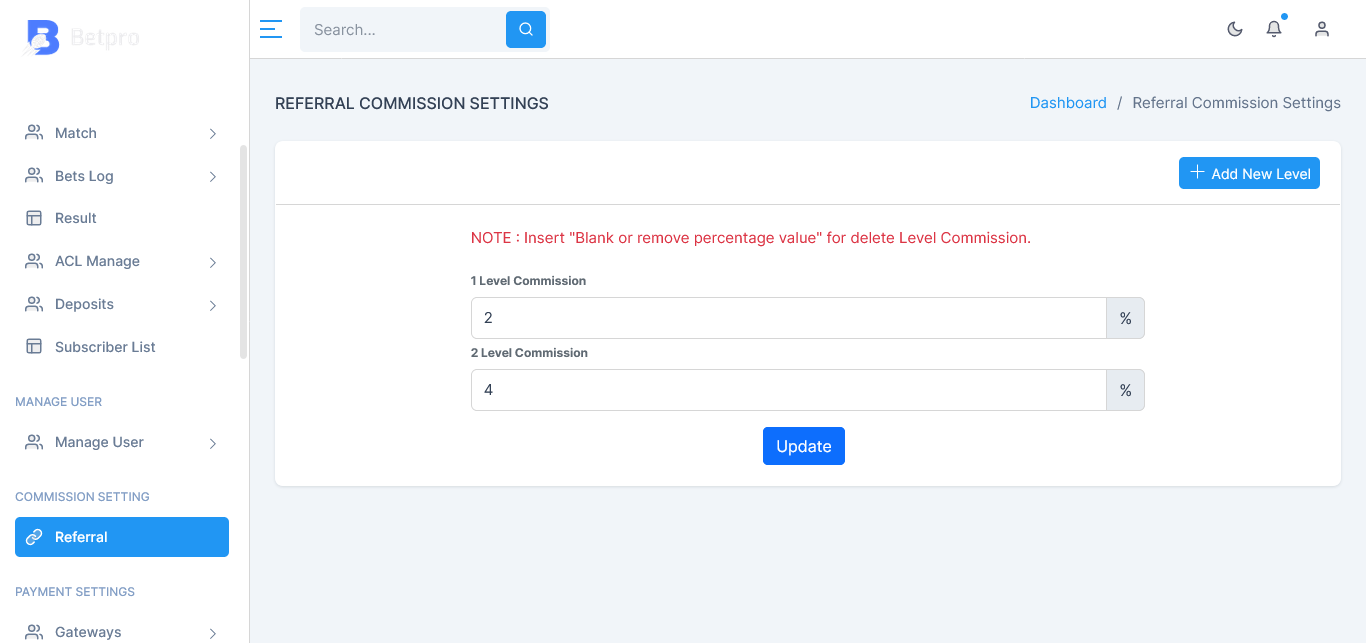 Betpro
Search...
Match
Bets Log
Result
ACL Manage
Deposits
Subscriber List
MANAGE USER
Manage User
COMMISSION SETTING
Referral
PAYMENT SETTINGS
Gateways
REFERRAL COMMISSION SETTINGS
Dashboard / Referral Commission Settings
Add New Level
NOTE : Insert "Blank or remove percentage value" for delete Level Commission.
1 Level Commission
2 %
2 Level Commission
4 %
Update